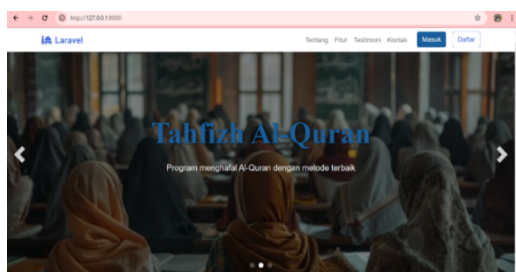 http://127.0.0.1:8000
Laravel
Tentang Fitur Testimoni Kontak Masuk Daftar
Tahfizh Al-Quran
Program menghafal Al-Quran dengan metode terbaik